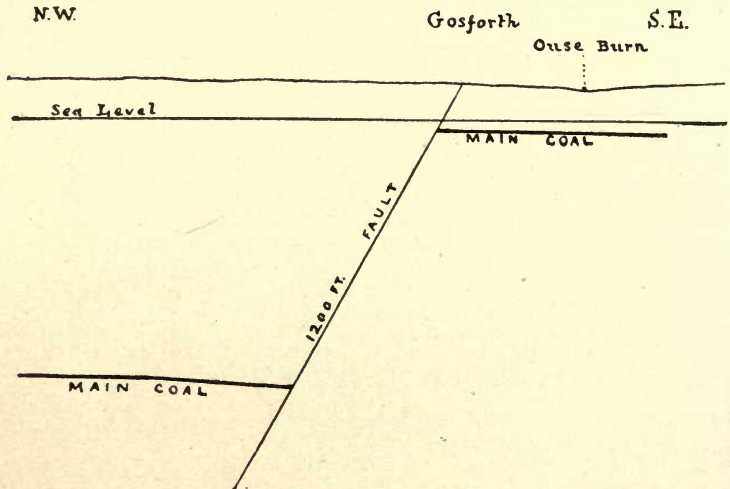 N.W.
Gosforth
S.E.
Ouse Burn
Sea Level
MAIN COAL
1200 FT. FAULT
MAIN COAL